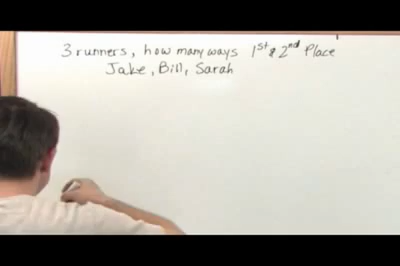 3 runners, how many ways 1st & 2nd Place
Jake, Bill, Sarah